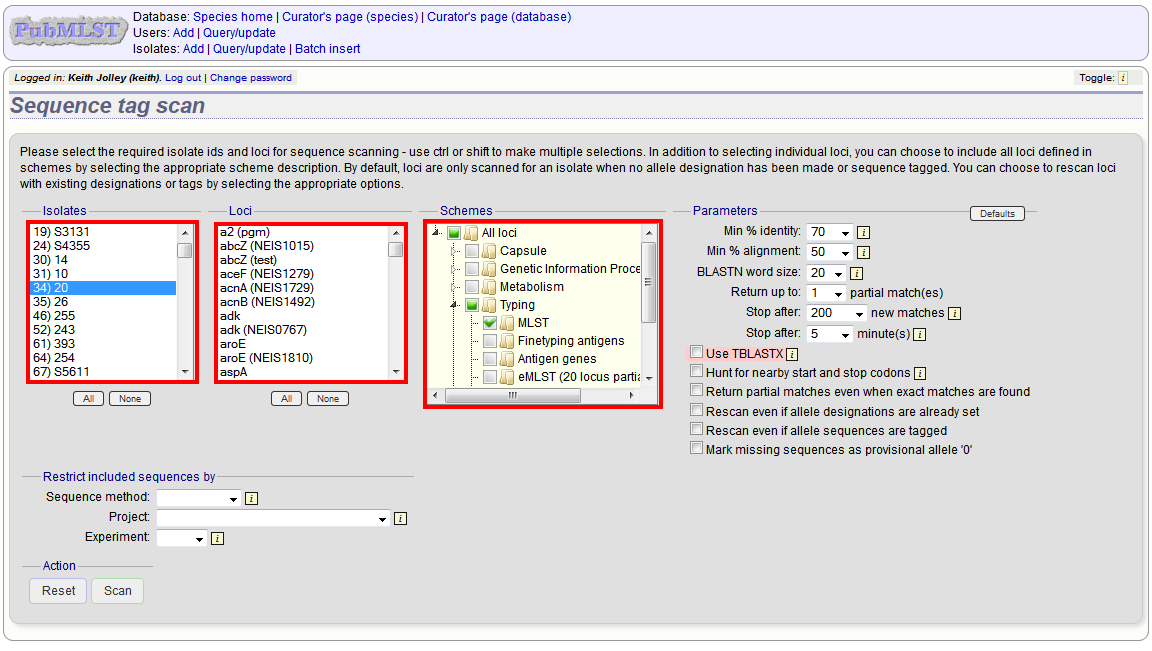 PubMLST
Database: Species home | Curator's page (species) | Curator's page (database)
Users: Add | Query/update
Isolates: Add | Query/update | Batch insert
Logged in: Keith Jolley (keith). Log out | Change password
Toggle: i
Sequence tag scan
Please select the required isolate ids and loci for sequence scanning - use ctrl or shift to make multiple selections. In addition to selecting individual loci, you can choose to include all loci defined in
schemes by selecting the appropriate scheme description. By default, loci are only scanned for an isolate when no allele designation has been made or sequence tagged. You can choose to rescan loci
with existing designations or tags by selecting the appropriate options.
Isolates
19) S3131
24) S4355
30) 14
31) 10
34) 20
35) 26
46) 255
52) 243
61) 393
64) 254
67) S5611
All None
Loci
a2 (pgm)
abcZ (NEIS1015)
abcZ (test)
aceF (NEIS1279)
acnA (NEIS1729)
acnB (NEIS1492)
adk
adk (NEIS0767)
aroE
aroE (NEIS1810)
aspA
All None
Schemes
All loci
Capsule
Genetic Information Proce
Metabolism
Typing
MLST
Finetyping antigens
Antigen genes
eMLST (20 locus partia
Parameters
Defaults
Min % identity: 70 i
Min % alignment: 50 i
BLASTN word size: 20 i
Return up to: 1 partial match(es)
Stop after: 200 new matches i
Stop after: 5 minute(s) i
Use TBLASTX i
Hunt for nearby start and stop codons i
Return partial matches even when exact matches are found
Rescan even if allele designations are already set
Rescan even if allele sequences are tagged
Mark missing sequences as provisional allele '0'
Restrict included sequences by
Sequence method: i
Project: i
Experiment: i
Action
Reset Scan